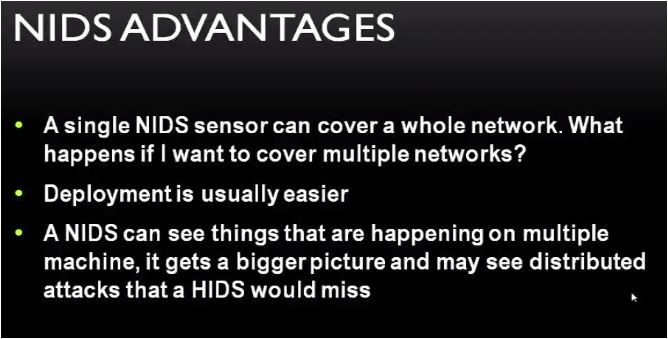 NIDS ADVANTAGES
• A single NIDS sensor can cover a whole network. What
happens if I want to cover multiple networks?
• Deployment is usually easier
• A NIDS can see things that are happening on multiple
machine, it gets a bigger picture and may see distributed
attacks that a HIDS would miss